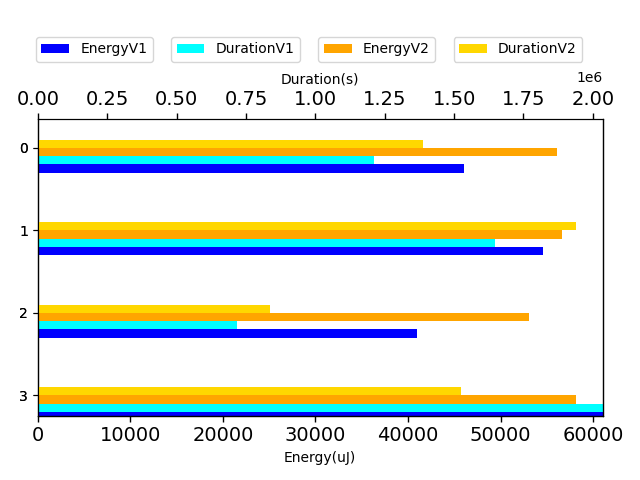 EnergyV1 DurationV1 EnergyV2 DurationV2
Duration(s)
1e6
0.00 0.25 0.50 0.75 1.00 1.25 1.50 1.75 2.00
0
1
2
3
0 10000 20000 30000 40000 50000 60000
Energy(uJ)